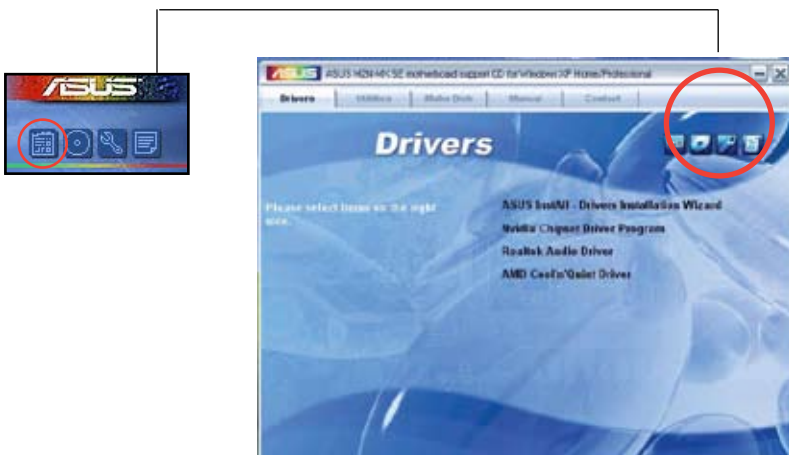 ASUS
ASUS M2N-MX SE motherboard support CD for Windows XP Home/Professional
Drivers Utilities Make Disk Manual Contact
Drivers
Please select items on the right side.
ASUS InstAll - Drivers Installation Wizard
Nvidia Chipset Driver Program
Realtek Audio Driver
AMD Cool'n'Quiet Driver